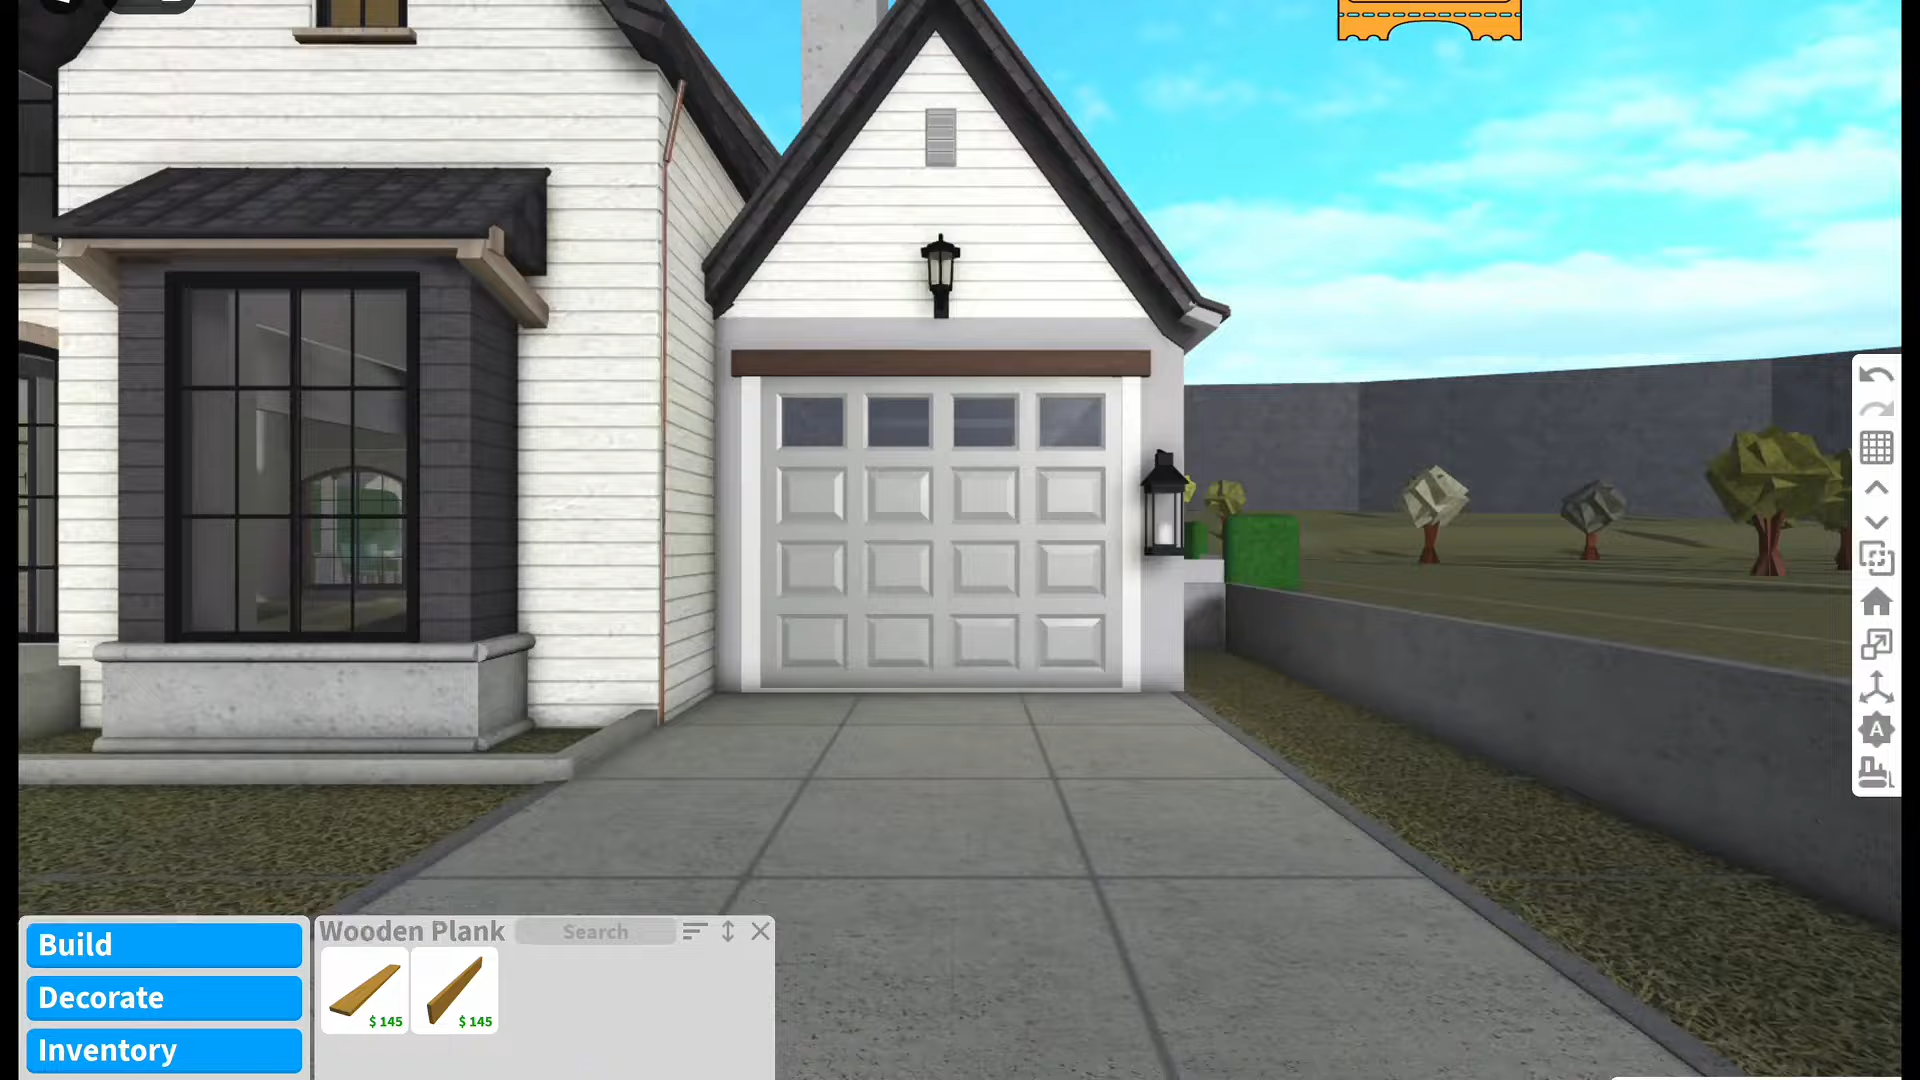 Build
Decorate
Inventory
Wooden Plank
Search
$ 145
$ 145
A